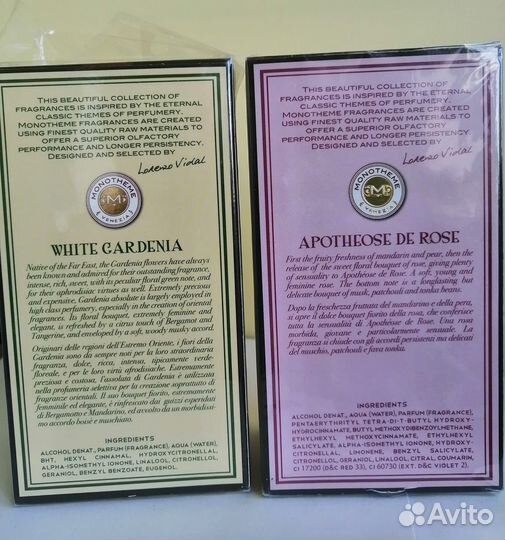 THIS BEAUTIFUL COLLECTION OF
FRAGRANCES IS INSPIRED BY THE ETERNAL
CLASSIC THEMES OF PERFUMERY.
MONOTHEME FRAGRANCES ARE CREATED
USING FINEST QUALITY RAW MATERIALS TO
OFFER A SUPERIOR OLFACTORY
PERFORMANCE AND LONGER PERSISTENCY.
DESIGNED AND SELECTED BY
Lorenzo Vidal
MONOTHEME
M
VENEZIA
WHITE GARDENIA
Native of the Far East, the Gardenia flowers have always
been known and admired for their outstanding fragrance,
intense, rich, sweet, with its peculiar floral green note, and
for their aphrodisiac virtues as well. Extremely precious
and expensive, Gardenia absolute is largely employed in
high class perfumery, especially in the creation of oriental
fragrances. Its floral bouquet, extremely feminine and
elegant, is refreshed by a citrus touch of Bergamot and
Tangerine, and enveloped by a soft, woody musky accord.
Originari delle regioni dell'Estremo Oriente, i fiori della
Gardenia sono da sempre noti per la loro straordinaria
fragranza, dolce, ricca, intensa, tipicamente verde
floreale, e per le loro virtù afrodisiache. Estremamente
preziosa e costosa, l'assoluta di Gardenia è utilizzata
nella profumeria selettiva per la creazione soprattutto di
fragranze orientali. Il suo bouquet fiorito, estremamente
femminile ed elegante, è rinfrescato dai guizzi esperidati
di Bergamotto e Mandarino, ed avvolto da un morbidissi-
mo accordo boisé e muschiato.
INGREDIENTS
ALCOHOL DENAT., PARFUM (FRAGRANCE), AQUA (WATER),
BHT, HEXYL CINNAMAL, HYDROXYCITRONELLAL,
ALPHA-ISOMETHYL IONONE, LINALOOL, CITRONELLOL,
GERANIOL, BENZYL BENZOATE, EUGENOL.
THIS BEAUTIFUL COLLECTION OF
FRAGRANCES IS INSPIRED BY THE ETERNAL
CLASSIC THEMES OF PERFUMERY.
MONOTHEME FRAGRANCES ARE CREATED
USING FINEST QUALITY RAW MATERIALS TO
OFFER A SUPERIOR OLFACTORY
PERFORMANCE AND LONGER PERSISTENCY.
DESIGNED AND SELECTED BY
Lorenzo Vidal
MONOTHEME
M
VENEZIA
APOTHEOSE DE ROSE
First the fruity freshness of mandarin and pear, then the
release of the sweet floral bouquet of rose, giving plenty
sensuality to Apothéose de Rose. A soft, young and
feminine rose. The bottom note is a longlasting but
delicate bouquet of musk, patchouli and tonka beans.
Dopo la freschezza fruttata del mandarino e della pera,
si apre il dolce bouquet fiorito della rosa, che conferisce
tutta la sensualità di Apothéose de Rose. Una rosa
morbida, giovane e particolarmente sensuale. La
fragranza si chiude con gli accordi persistenti ma delicati
del muschio, patchouli e fava tonka.
INGREDIENTS
ALCOHOL DENAT., AQUA (WATER), PARFUM (FRAGRANCE),
PENTAERYTHRITYL TETRA-DI-T-BUTYL HYDROXY-
HYDROCINNAMATE, BUTYL METHOXYDIBENZOYLMETHANE,
ETHYLHEXYL METHOXYCINNAMATE, ETHYLHEXYL
SALICYLATE, ALPHA-ISOMETHYL IONONE, HYDROXY-
CITRONELLAL, LIMONENE, BENZYL SALICYLATE,
CITRONELLOL, GERANIOL, LINALOOL, CITRAL, COUMARIN,
CI 17200 (D&C RED 33), CI 60730 (EXT. D&C VIOLET 2).
Avito